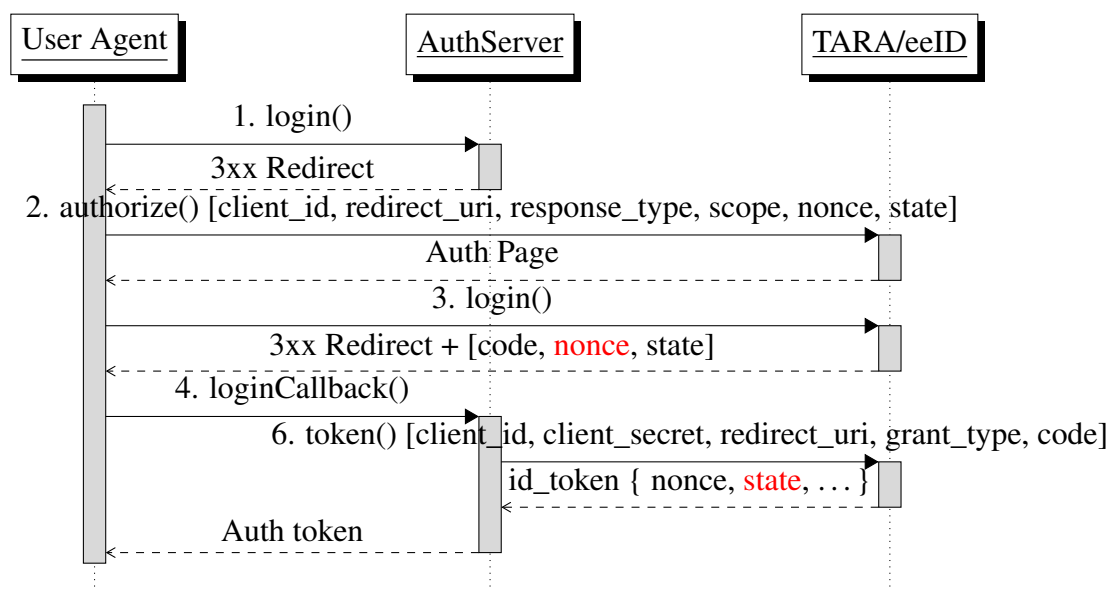 User Agent
AuthServer
TARA/eeID
1. login()
3xx Redirect
2. authorize() [client_id, redirect_uri, response_type, scope, nonce, state]
Auth Page
3. login()
3xx Redirect + [code, nonce, state]
4. loginCallback()
6. token() [client_id, client_secret, redirect_uri, grant_type, code]
id_token { nonce, state, ... }
Auth token